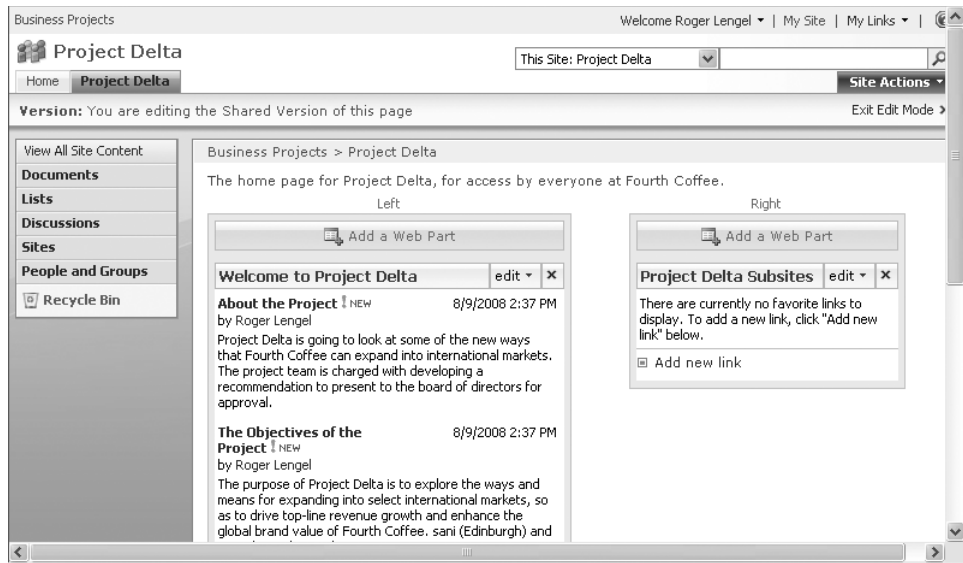 Business Projects
Welcome Roger Lengel | My Site | My Links |
Project Delta
This Site: Project Delta
Home Project Delta
Site Actions
Version: You are editing the Shared Version of this page
Exit Edit Mode
View All Site Content
Documents
Lists
Discussions
Sites
People and Groups
Recycle Bin
Business Projects > Project Delta
The home page for Project Delta, for access by everyone at Fourth Coffee.
Left
Add a Web Part
Welcome to Project Delta edit
About the Project ! NEW 8/9/2008 2:37 PM
by Roger Lengel
Project Delta is going to look at some of the new ways
that Fourth Coffee can expand into international markets.
The project team is charged with developing a
recommendation to present to the board of directors for
approval.
The Objectives of the 8/9/2008 2:37 PM
Project ! NEW
by Roger Lengel
The purpose of Project Delta is to explore the ways and
means for expanding into select international markets, so
as to drive top-line revenue growth and enhance the
global brand value of Fourth Coffee. sani (Edinburgh) and
Right
Add a Web Part
Project Delta Subsites edit
There are currently no favorite links to
display. To add a new link, click "Add new
link" below.
Add new link